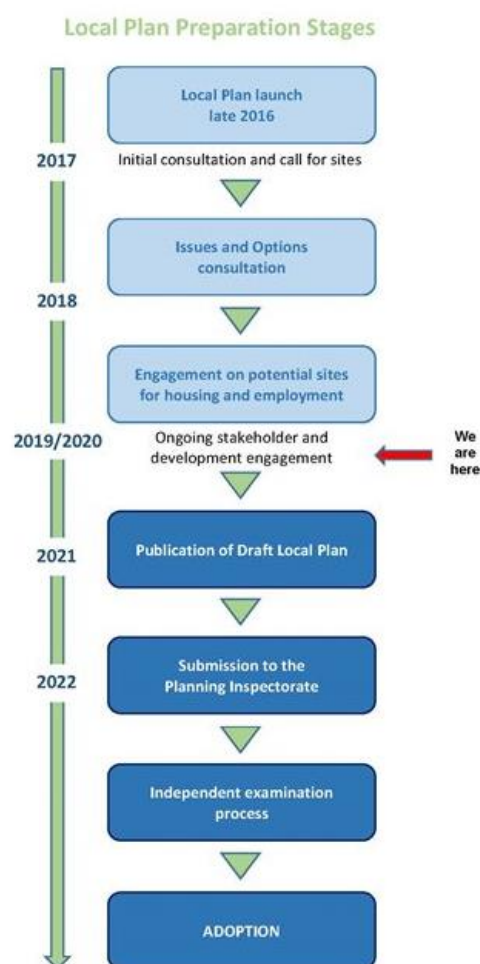 Local Plan Preparation Stages
Local Plan launch
late 2016
2017
Initial consultation and call for sites
Issues and Options
consultation
2018
Engagement on potential sites
for housing and employment
2019/2020
Ongoing stakeholder and
development engagement
We
are
here
Publication of Draft Local Plan
2021
Submission to the
Planning Inspectorate
2022
Independent examination
process
ADOPTION